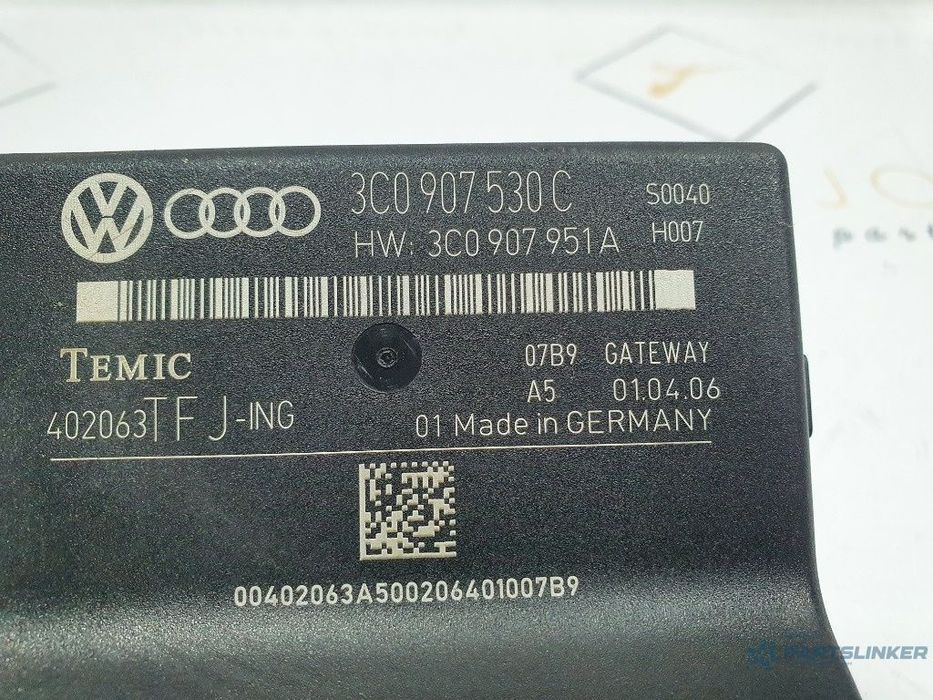 3C0 907 530 C
S0040
HW: 3C0 907 951 A
H007
TEMIC
07B9 GATEWAY
A5 01.04.06
402063TF J-ING
01 Made in GERMANY
00402063A500206401007B9
PARTSLINKER